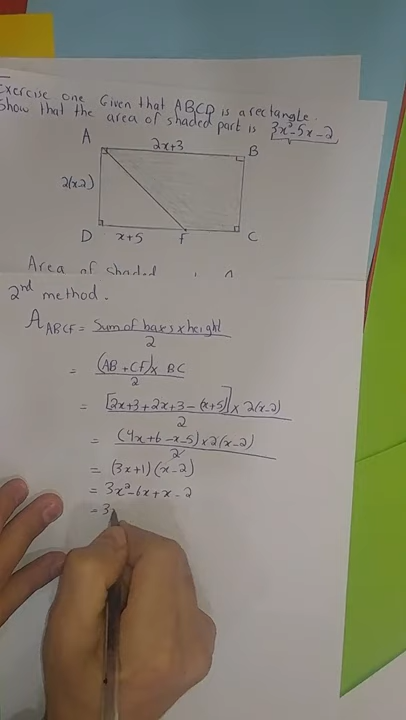 Exercise one Given that ABCD is a rectangle.
Show that the area of shaded part is 3x²-5x-2
A
2x+3
B
2(x-2)
D
x+5
F
C
Area of shaded
2nd method.
A ABCF = Sum of baxs x height / 2
= (AB + CF) x BC / 2
= [2x+3+2x+3-(x+5)] x 2(x-2) / 2
= (4x+6-x-5) x 2(x-2) / 2
= (3x+1)(x-2)
= 3x²-6x+x-2
= 3